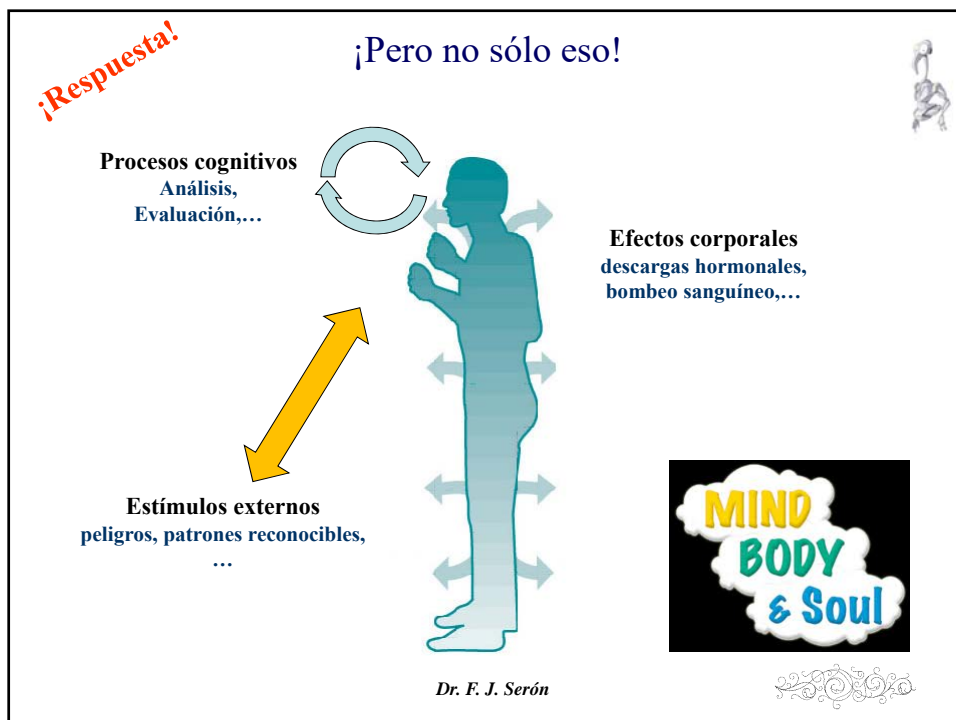 ¡Respuesta!
¡Pero no sólo eso!
Procesos cognitivos
Análisis,
Evaluación,…
Efectos corporales
descargas hormonales,
bombeo sanguíneo,…
Estímulos externos
peligros, patrones reconocibles,
…
MIND
BODY
& Soul
Dr. F. J. Serón